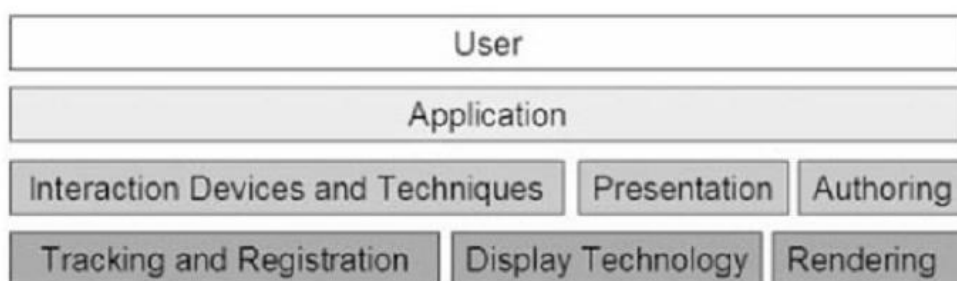 User
Application
Interaction Devices and Techniques Presentation Authoring
Tracking and Registration Display Technology Rendering